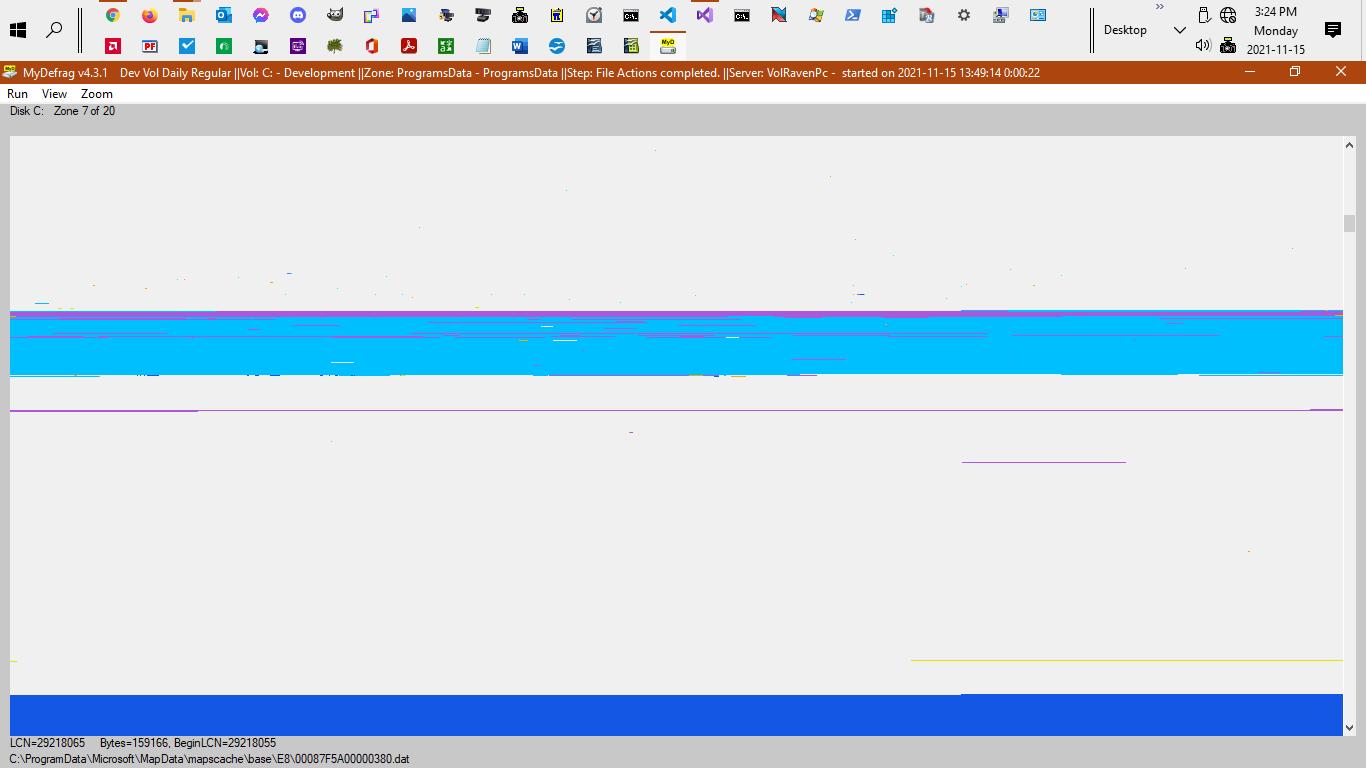 Desktop
3:24 PM
Monday
2021-11-15
MyDefrag v4.3.1 Dev Vol Daily Regular ||Vol: C: - Development ||Zone: ProgramsData - ProgramsData ||Step: File Actions completed. ||Server: VolRavenPc - started on 2021-11-15 13:49:14 0:00:22
Run View Zoom
Disk C: Zone 7 of 20
LCN=29218065 Bytes=159166, BeginLCN=29218055
C:\ProgramData\Microsoft\MapData\mapscache\base\E8\00087F5A00000380.dat